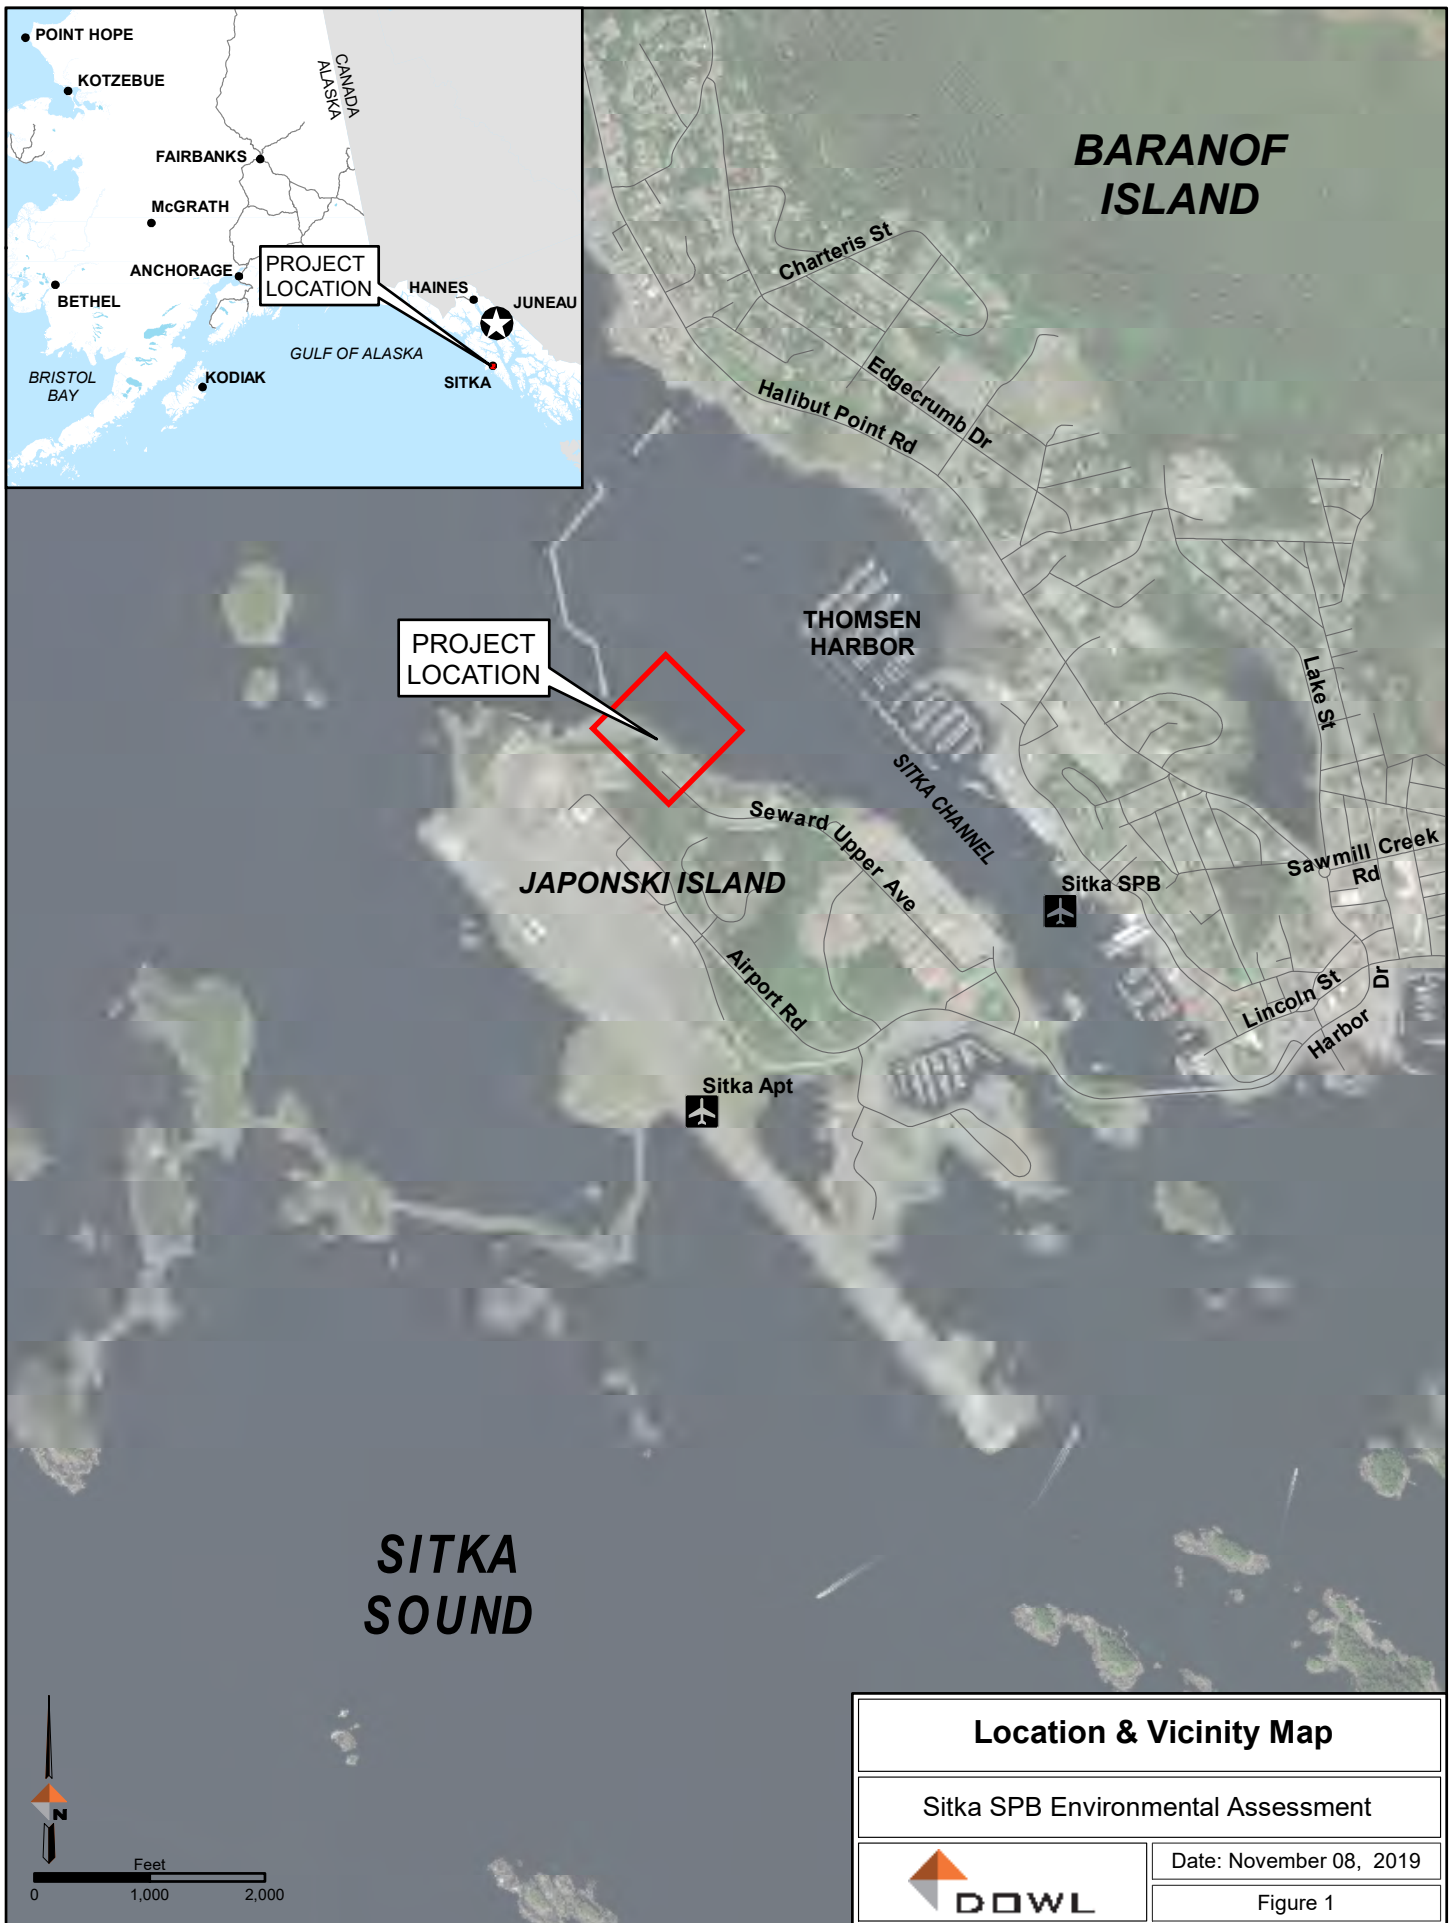 POINT HOPE
KOTZEBUE
CANADA
ALASKA
FAIRBANKS
McGRATH
ANCHORAGE
BETHEL
PROJECT
LOCATION
HAINES
JUNEAU
GULF OF ALASKA
BRISTOL
BAY
KODIAK
SITKA
BARANOF
ISLAND
Charteris St
Edgecrumb Dr
Halibut Point Rd
THOMSEN
HARBOR
PROJECT
LOCATION
Lake St
SITKA CHANNEL
Seward Upper Ave
Sawmill Creek
Rd
JAPONSKI ISLAND
Sitka SPB
Airport Rd
Lincoln St
Harbor
Dr
Sitka Apt
SITKA
SOUND
N
Feet
0 1,000 2,000
Location & Vicinity Map
Sitka SPB Environmental Assessment
DOWL
Date: November 08, 2019
Figure 1